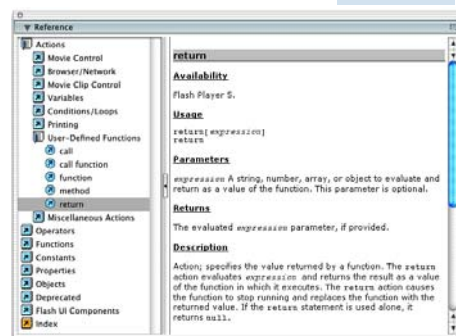 Reference
Actions
Movie Control
Browser/Network
Movie Clip Control
Variables
Conditions/Loops
Printing
User-Defined Functions
call
call function
function
method
return
Miscellaneous Actions
Operators
Functions
Constants
Properties
Objects
Deprecated
Flash UI Components
Index
return
Availability
Flash Player 5.
Usage
return[expression]
return
Parameters
expression A string, number, array, or object to evaluate and
return as a value of the function. This parameter is optional.
Returns
The evaluated expression parameter, if provided.
Description
Action; specifies the value returned by a function. The return
action evaluates expression and returns the result as a value
of the function in which it executes. The return action causes
the function to stop running and replaces the function with the
returned value. If the return statement is used alone, it
returns null.